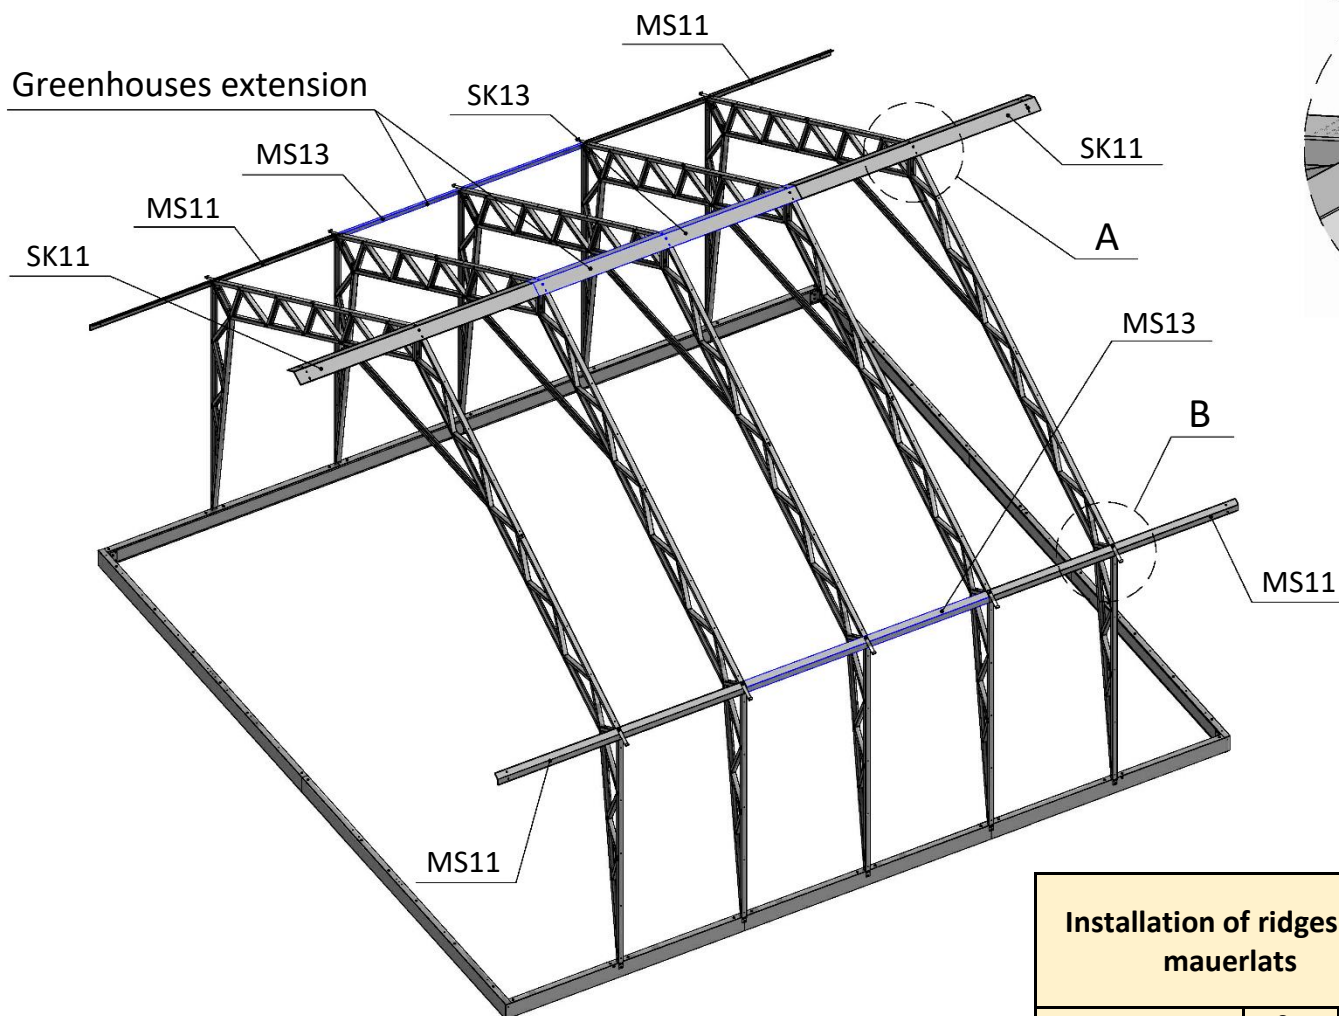 MS11
Greenhouses extension
SK13
MS13
MS11
SK11
SK11
A
MS13
B
MS11
MS11
Installation of ridges
mauerlats